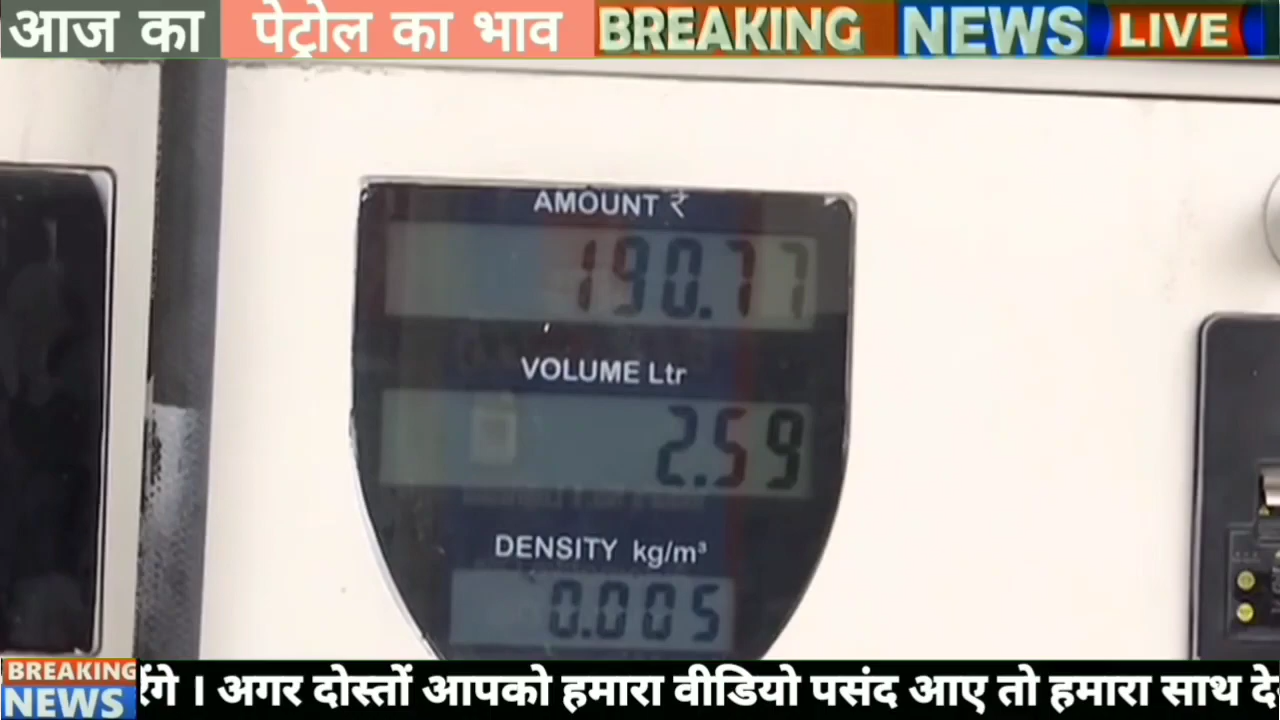 आज का पेट्रोल का भाव BREAKING NEWS LIVE
AMOUNT ₹
190.77
VOLUME Ltr
2.59
DENSITY kg/m³
0.005
BREAKING
NEWS
। अगर दोस्तों आपको हमारा वीडियो पसंद आए तो हमारा साथ